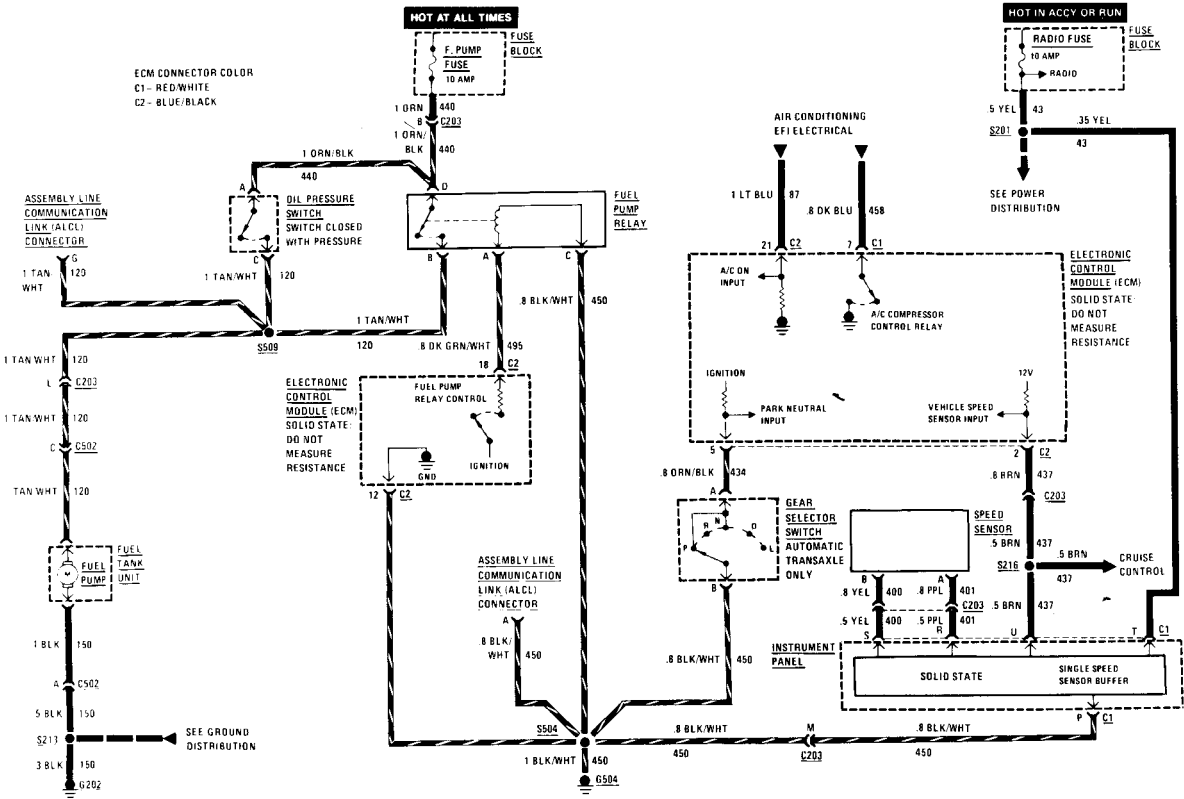 HOT AT ALL TIMES
F. PUMP
FUSE
10 AMP
FUSE
BLOCK
HOT IN ACCY OR RUN
RADIO FUSE
10 AMP
RADIO
FUSE
BLOCK
ECM CONNECTOR COLOR
C1 - RED/WHITE
C2 - BLUE/BLACK
1 ORN 440
B C203
1 ORN/
BLK 440
1 ORN/BLK
440
.5 YEL 43
S201
.35 YEL
43
SEE POWER
DISTRIBUTION
AIR CONDITIONING
EFI ELECTRICAL
1 LT BLU 87
.8 DK BLU 458
21 C2
7 C1
ASSEMBLY LINE
COMMUNICATION
LINK (ALCL)
CONNECTOR
G
1 TAN
WHT
120
A
OIL PRESSURE
SWITCH
SWITCH CLOSED
WITH PRESSURE
C
1 TAN/WHT 120
D
FUEL
PUMP
RELAY
B A C
.8 BLK/WHT 450
1 TAN/WHT
120
S509
.8 DK GRN/WHT 495
18 C2
ELECTRONIC
CONTROL
MODULE (ECM)
SOLID STATE:
DO NOT
MEASURE
RESISTANCE
FUEL PUMP
RELAY CONTROL
GND
IGNITION
12 C2
1 TAN WHT 120
L C203
1 TAN/WHT 120
C C502
TAN WHT 120
FUEL
PUMP
M
FUEL
TANK
UNIT
1 BLK 150
A C502
5 BLK 150
S213
SEE GROUND
DISTRIBUTION
3 BLK 150
G202
A/C ON
INPUT
A/C COMPRESSOR
CONTROL RELAY
ELECTRONIC
CONTROL
MODULE (ECM)
SOLID STATE:
DO NOT
MEASURE
RESISTANCE
IGNITION
PARK NEUTRAL
INPUT
12V
VEHICLE SPEED
SENSOR INPUT
5
2 C2
.8 ORN/BLK 434
A
P R N D L
GEAR
SELECTOR
SWITCH
AUTOMATIC
TRANSAXLE
ONLY
B
.8 BLK/WHT 450
.8 BRN 437
C203
.5 BRN 437
S216
.5 BRN
437
CRUISE
CONTROL
.5 BRN 437
SPEED
SENSOR
B A
.8 YEL 400
.8 PPL 401
C203
.5 YEL 400
.5 PPL 401
S R U T C1
INSTRUMENT
PANEL
SOLID STATE
SINGLE SPEED
SENSOR BUFFER
P C1
ASSEMBLY LINE
COMMUNICATION
LINK (ALCL)
CONNECTOR
A
.8 BLK/
WHT
450
S504
.8 BLK/WHT
450
M
C203
.8 BLK/WHT
450
1 BLK/WHT 450
G504